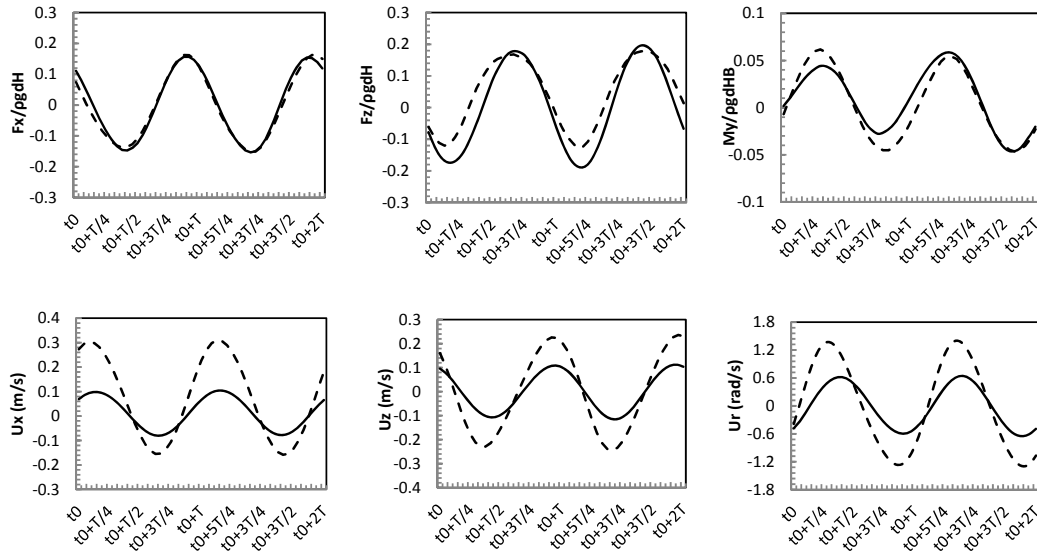 Fx/ρgdH
0.3
0.2
0.1
0
-0.1
-0.2
-0.3
t0
t0+T/4
t0+T/2
t0+3T/4
t0+T
t0+5T/4
t0+3T/4
t0+3T/2
t0+2T
Fz/ρgdH
0.3
0.2
0.1
0
-0.1
-0.2
-0.3
t0
t0+T/4
t0+T/2
t0+3T/4
t0+T
t0+5T/4
t0+3T/4
t0+3T/2
t0+2T
My/ρgdHB
0.1
0.05
0
-0.05
-0.1
t0
t0+T/4
t0+T/2
t0+3T/4
t0+T
t0+5T/4
t0+3T/4
t0+3T/2
t0+2T
Ux (m/s)
0.4
0.3
0.2
0.1
0
-0.1
-0.2
-0.3
t0
t0+T/4
t0+T/2
t0+3T/4
t0+T
t0+5T/4
t0+3T/4
t0+3T/2
t0+2T
Uz (m/s)
0.3
0.2
0.1
0
-0.1
-0.2
-0.3
-0.4
t0
t0+T/4
t0+T/2
t0+3T/4
t0+T
t0+5T/4
t0+3T/4
t0+3T/2
t0+2T
Ur (rad/s)
1.8
1.2
0.6
0
-0.6
-1.2
-1.8
t0
t0+T/4
t0+T/2
t0+3T/4
t0+T
t0+5T/4
t0+3T/4
t0+3T/2
t0+2T